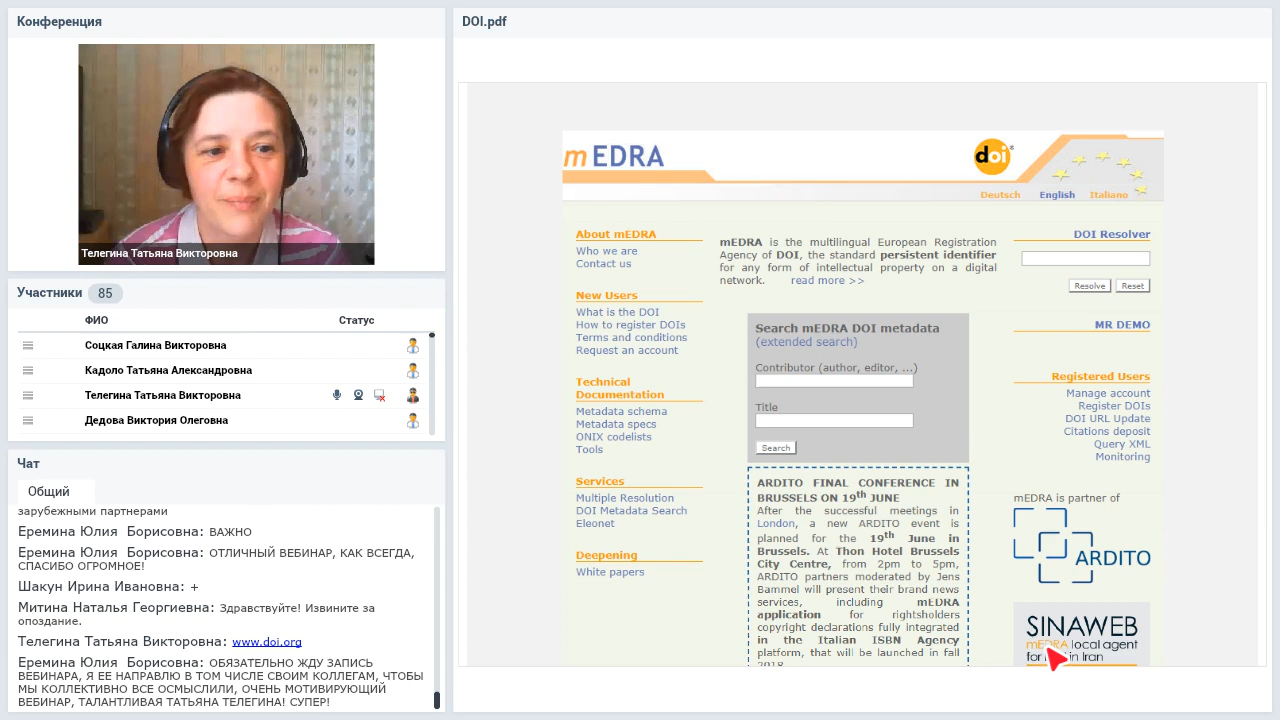 Конференция
Телегина Татьяна Викторовна
Участники 85
ФИО Статус
Соцкая Галина Викторовна
Кадоло Татьяна Александровна
Телегина Татьяна Викторовна
Дедова Виктория Олеговна
Чат
Общий
зарубежными партнерами
Еремина Юлия Борисовна: ВАЖНО
Еремина Юлия Борисовна: ОТЛИЧНЫЙ ВЕБИНАР, КАК ВСЕГДА,
СПАСИБО ОГРОМНОЕ!
Шакун Ирина Ивановна: +
Митина Наталья Георгиевна: Здравствуйте! Извините за
опоздание.
Телегина Татьяна Викторовна: www.doi.org
Еремина Юлия Борисовна: ОБЯЗАТЕЛЬНО ЖДУ ЗАПИСЬ
ВЕБИНАРА, Я ЕЕ НАПРАВЛЮ В ТОМ ЧИСЛЕ СВОИМ КОЛЛЕГАМ, ЧТОБЫ
МЫ КОЛЛЕКТИВНО ВСЕ ОСМЫСЛИЛИ, ОЧЕНЬ МОТИВИРУЮЩИЙ
ВЕБИНАР, ТАЛАНТЛИВАЯ ТАТЬЯНА ТЕЛЕГИНА! СУПЕР!
DOI.pdf
mEDRA
doi®
Deutsch English Italiano
About mEDRA
Who we are
Contact us
New Users
What is the DOI
How to register DOIs
Terms and conditions
Request an account
Technical
Documentation
Metadata schema
Metadata specs
ONIX codelists
Tools
Services
Multiple Resolution
DOI Metadata Search
Eleonet
Deepening
White papers
mEDRA is the multilingual European Registration
Agency of DOI, the standard persistent identifier
for any form of intellectual property on a digital
network. read more >>
Search mEDRA DOI metadata
(extended search)
Contributor (author, editor, ...)
Title
Search
ARDITO FINAL CONFERENCE IN
BRUSSELS ON 19th JUNE
After the successful meetings in
London, a new ARDITO event is
planned for the 19th June in
Brussels. At Thon Hotel Brussels
City Centre, from 2pm to 5pm,
ARDITO partners moderated by Jens
Bammel will present their brand news
services, including mEDRA
application for rightsholders
copyright declarations fully integrated
in the Italian ISBN Agency
platform, that will be launched in fall
2018
DOI Resolver
Resolve Reset
MR DEMO
Registered Users
Manage account
Register DOIs
DOI URL Update
Citations deposit
Query XML
Monitoring
mEDRA is partner of
ARDITO
SINAWEB
mEDRA local agent
for in Iran